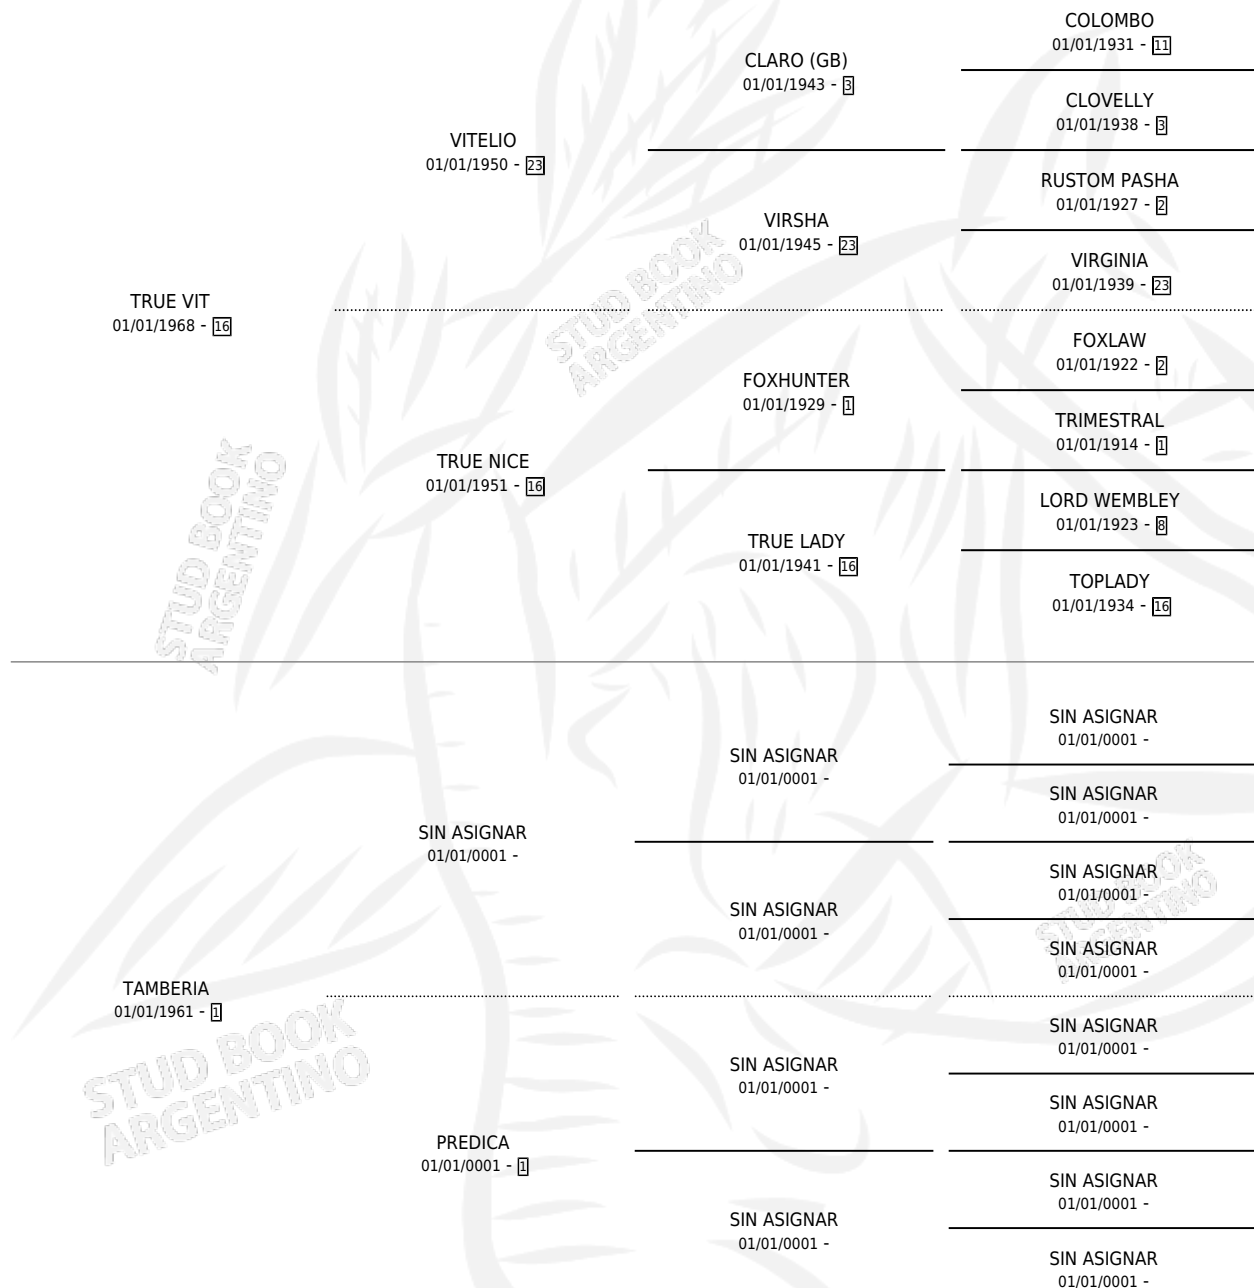 COLOMBO
01/01/1931 - 11
CLARO (GB)
01/01/1943 - 3
CLOVELLY
01/01/1938 - 3
VITELIO
01/01/1950 - 23
RUSTOM PASHA
01/01/1927 - 2
VIRSHA
01/01/1945 - 23
VIRGINIA
01/01/1939 - 23
TRUE VIT
01/01/1968 - 16
FOXLAW
01/01/1922 - 2
FOXHUNTER
01/01/1929 - 1
TRIMESTRAL
01/01/1914 - 1
TRUE NICE
01/01/1951 - 16
LORD WEMBLEY
01/01/1923 - 8
TRUE LADY
01/01/1941 - 16
TOPLADY
01/01/1934 - 16
STUD BOOK
ARGENTINO
STUD BOOK
ARGENTINO
SIN ASIGNAR
01/01/0001 -
SIN ASIGNAR
01/01/0001 -
SIN ASIGNAR
01/01/0001 -
SIN ASIGNAR
01/01/0001 -
SIN ASIGNAR
01/01/0001 -
SIN ASIGNAR
01/01/0001 -
SIN ASIGNAR
01/01/0001 -
TAMBERIA
01/01/1961 - 1
SIN ASIGNAR
01/01/0001 -
SIN ASIGNAR
01/01/0001 -
SIN ASIGNAR
01/01/0001 -
PREDICA
01/01/0001 - 1
SIN ASIGNAR
01/01/0001 -
SIN ASIGNAR
01/01/0001 -
SIN ASIGNAR
01/01/0001 -
STUD BOOK
ARGENTINO
STUD BOOK
ARGENTINO